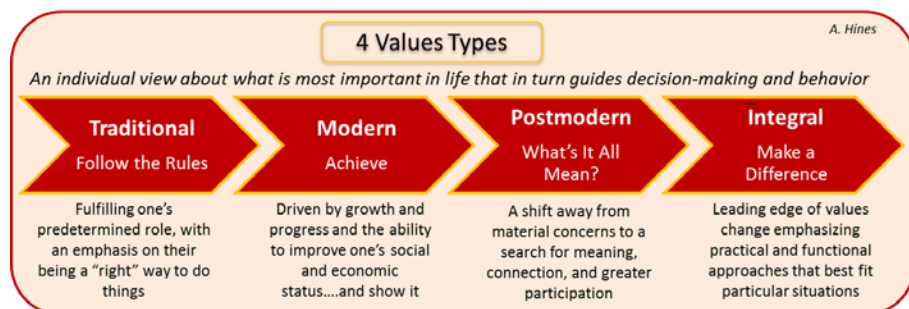 4 Values Types
A. Hines
An individual view about what is most important in life that in turn guides decision-making and behavior
Traditional
Follow the Rules
Modern
Achieve
Postmodern
What's It All
Mean?
--
Integral
Make a
Difference
Fulfilling one's
predetermined role, with
an emphasis on their
being a "right" way to do
things
Driven by growth and
progress and the ability
to improve one's social
and economic
status....and show it
A shift away from
material concerns to a
search for meaning,
connection, and greater
participation
Leading edge of values
change emphasizing
practical and functional
approaches that best fit
particular situations